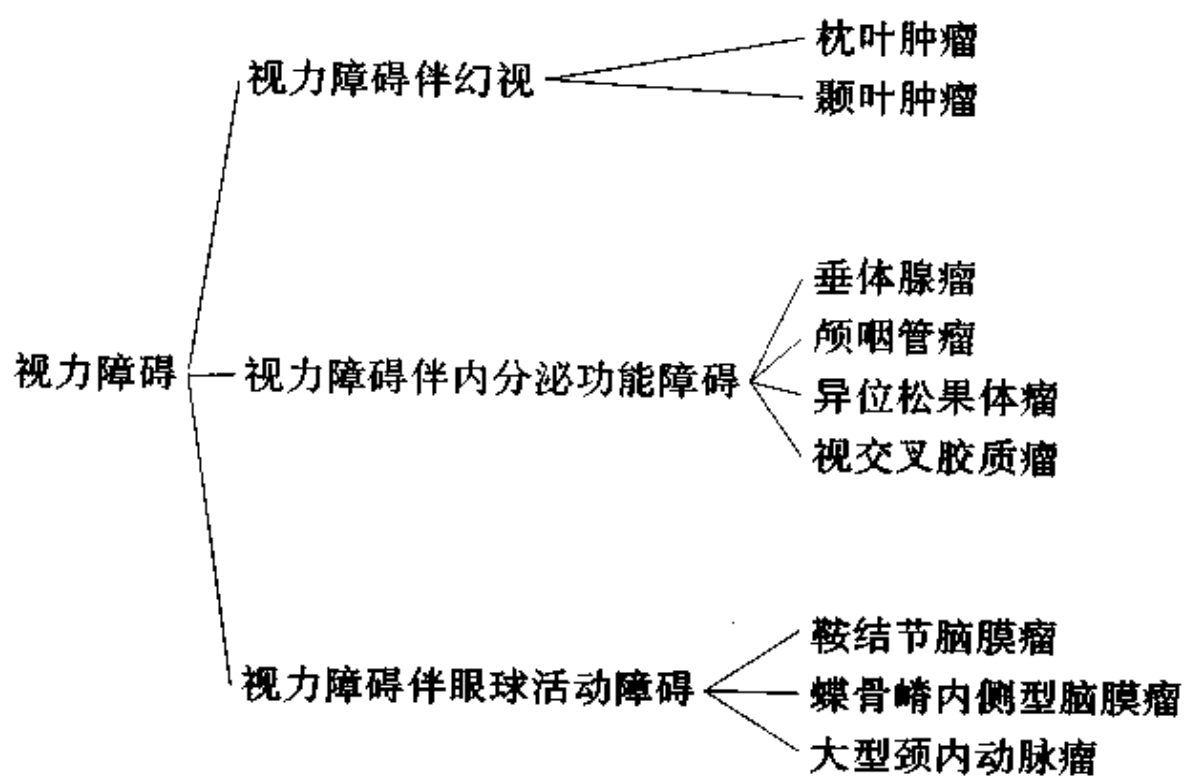 视力障碍
视力障碍伴幻视
枕叶肿瘤
颞叶肿瘤
视力障碍伴内分泌功能障碍
垂体腺瘤
颅咽管瘤
异位松果体瘤
视交叉胶质瘤
视力障碍伴眼球活动障碍
鞍结节脑膜瘤
蝶骨嵴内侧型脑膜瘤
大型颈内动脉瘤